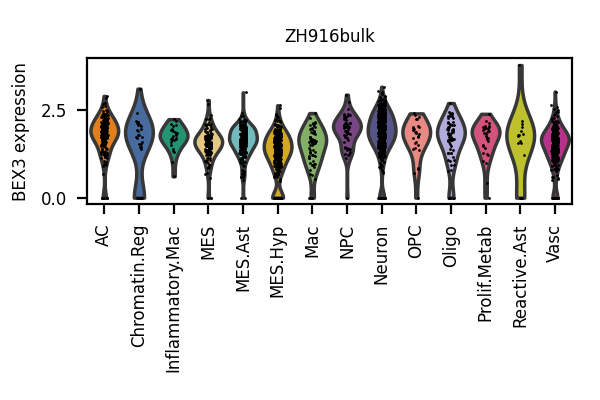 ZH916bulk
BEX3 expression
2.5
0.0
AC
Chromatin.Reg
Inflammatory.Mac
MES
MES.Ast
MES.Hyp
Mac
NPC
Neuron
OPC
Oligo
Prolif.Metab
Reactive.Ast
Vasc